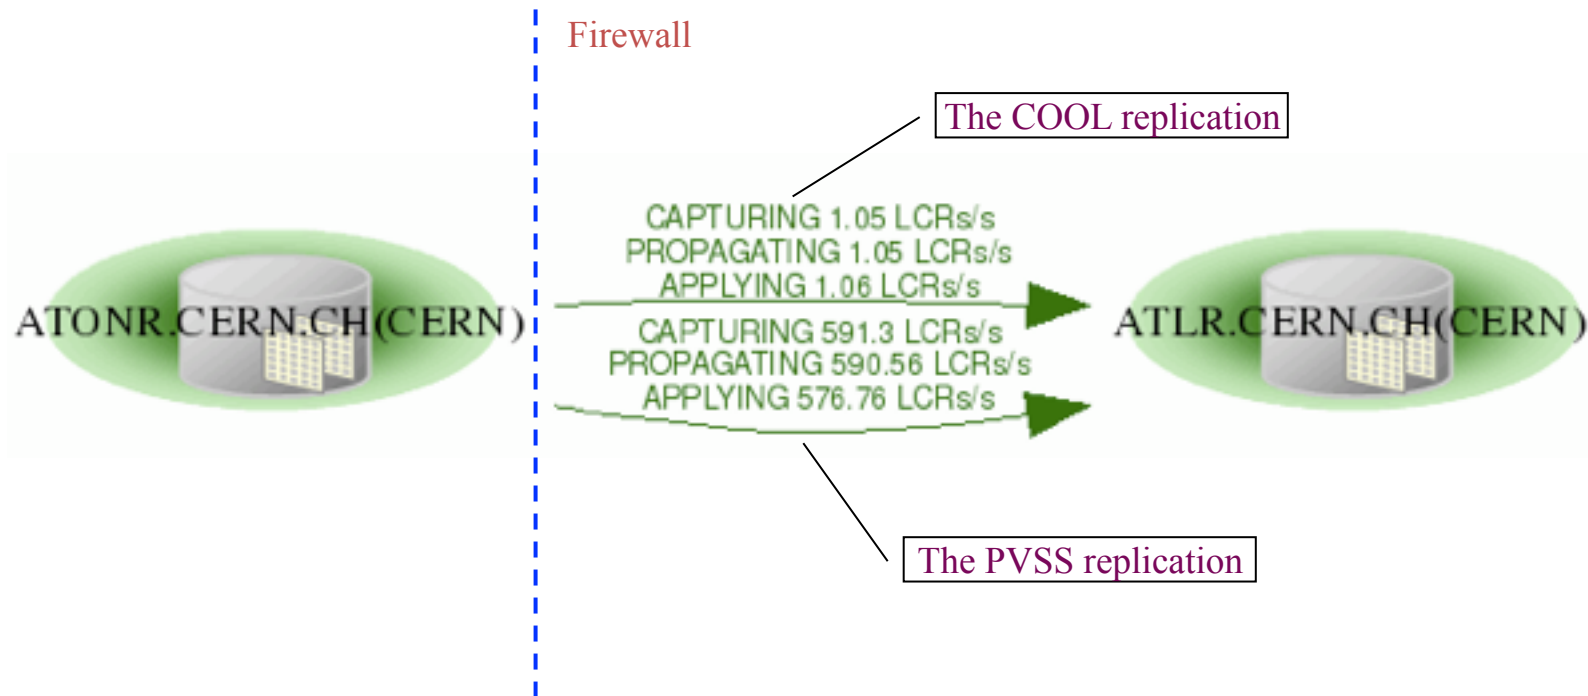 Firewall
The COOL replication
CAPTURING 1.05 LCRs/s
PROPAGATING 1.05 LCRs/s
APPLYING 1.06 LCRs/s
ATONR.CERN.CH(CERN)
ATLR.CERN.CH(CERN)
CAPTURING 591.3 LCRs/s
PROPAGATING 590.56 LCRs/s
APPLYING 576.76 LCRs/s
The PVSS replication